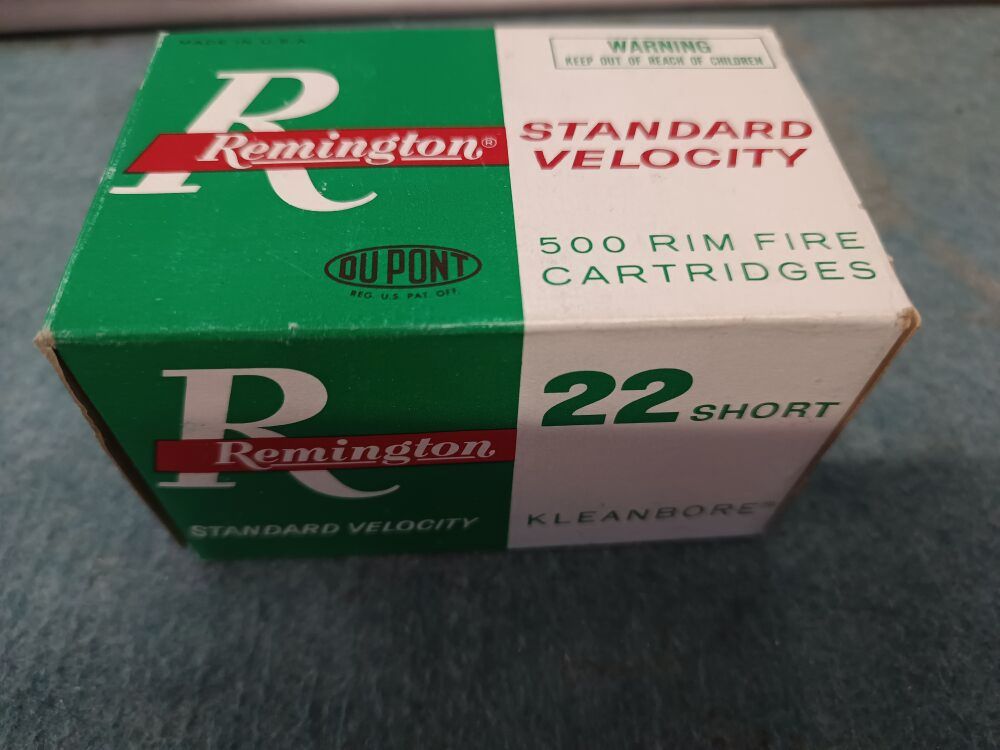 MADE IN U.S.A.
WARNING
KEEP OUT OF REACH OF CHILDREN
R
Remington®
STANDARD
VELOCITY
DU PONT
REG. U.S. PAT. OFF.
500 RIM FIRE
CARTRIDGES
R
Remington
STANDARD VELOCITY
22 SHORT
KLEANBORE®